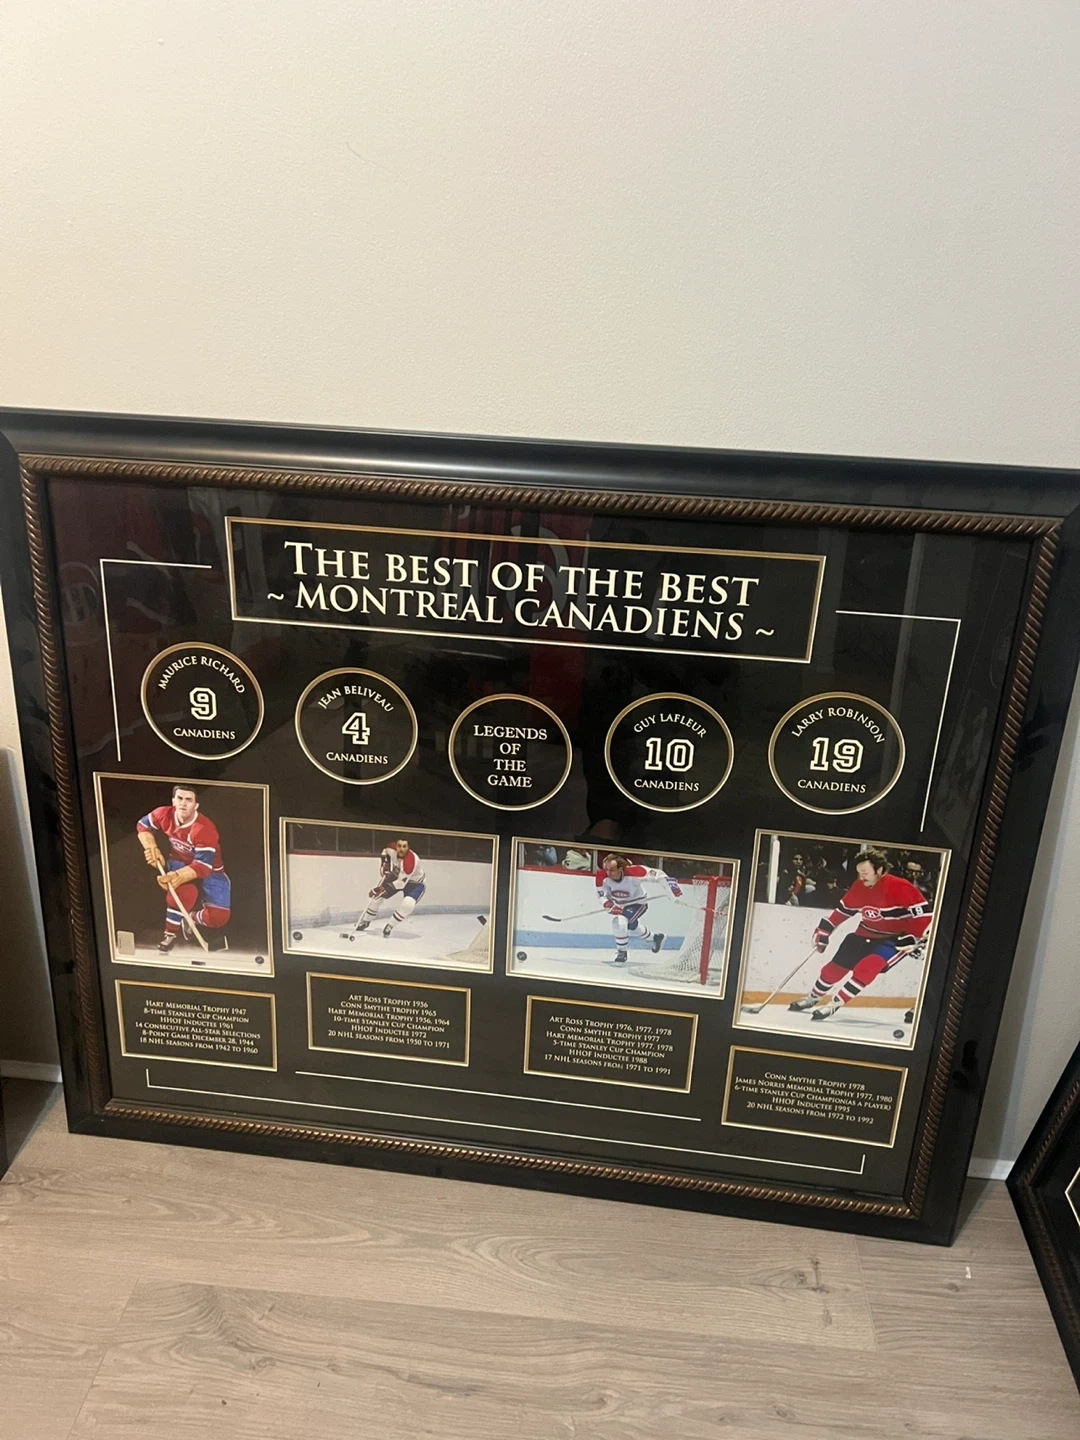 THE BEST OF THE BEST
~ MONTREAL CANADIENS ~
MAURICE RICHARD
9
CANADIENS
JEAN BELIVEAU
4
CANADIENS
LEGENDS
OF
THE
GAME
GUY LAFLEUR
10
CANADIENS
LARRY ROBINSON
19
CANADIENS
HART MEMORIAL TROPHY 1947
8-TIME STANLEY CUP CHAMPION
HHOF INDUCTEE 1961
14 CONSECUTIVE ALL-STAR SELECTIONS
8-POINT GAME DECEMBER 28, 1944
18 NHL SEASONS FROM 1942 TO 1960
ART ROSS TROPHY 1956
CONN SMYTHE TROPHY 1965
HART MEMORIAL TROPHY 1956, 1964
10-TIME STANLEY CUP CHAMPION
HHOF INDUCTEE 1972
20 NHL SEASONS FROM 1950 TO 1971
ART ROSS TROPHY 1976, 1977, 1978
CONN SMYTHE TROPHY 1977
HART MEMORIAL TROPHY 1977, 1978
5-TIME STANLEY CUP CHAMPION
HHOF INDUCTEE 1988
17 NHL SEASONS FROM 1971 TO 1991
CONN SMYTHE TROPHY 1978
JAMES NORRIS MEMORIAL TROPHY 1977, 1980
6-TIME STANLEY CUP CHAMPION(AS A PLAYER)
HHOF INDUCTEE 1995
20 NHL SEASONS FROM 1972 TO 1992